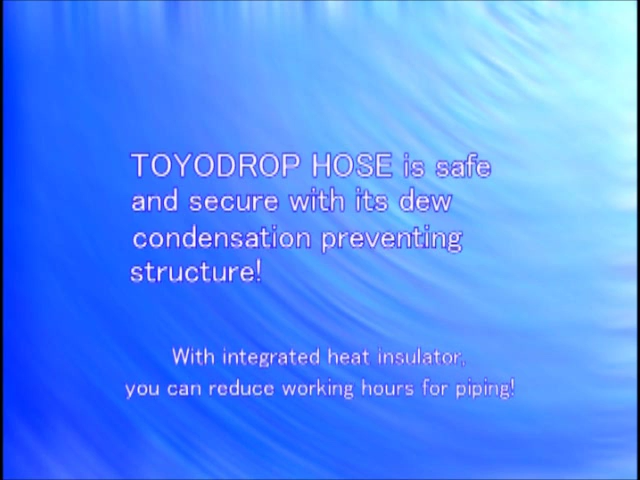 TOYODROP HOSE is safe
and secure with its dew
condensation preventing
structure!
With integrated heat insulator,
you can reduce working hours for piping!